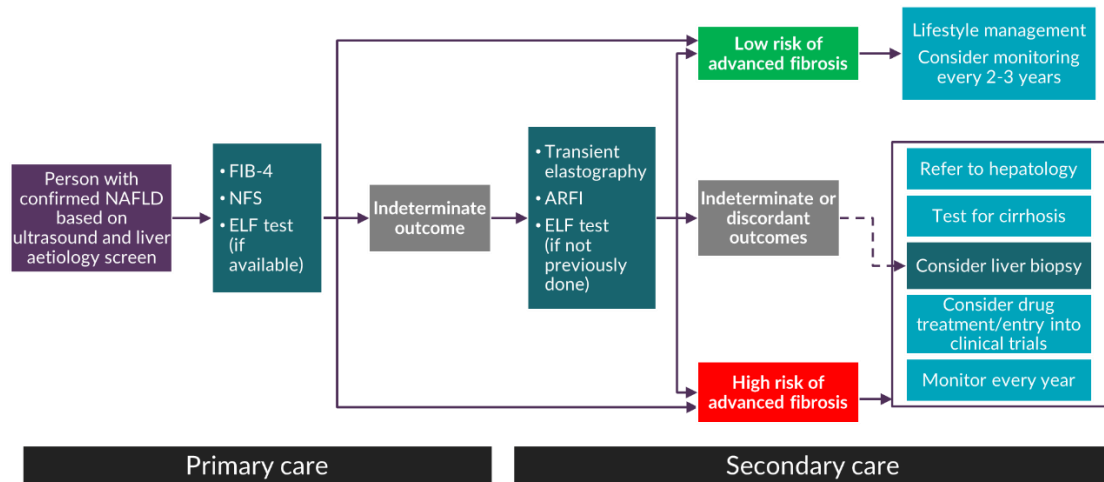 Person with
confirmed NAFLD
based on
ultrasound and liver
aetiology screen
• FIB-4
• NFS
• ELF test
(if
available)
Indeterminate
outcome
• Transient
elastography
• ARFI
• ELF test
(if not
previously
done)
Low risk of
advanced fibrosis
Lifestyle management
Consider monitoring
every 2-3 years
Indeterminate or
discordant
outcomes
High risk of
advanced fibrosis
Refer to hepatology
Test for cirrhosis
Consider liver biopsy
Consider drug
treatment/entry into
clinical trials
Monitor every year
Primary care
Secondary care